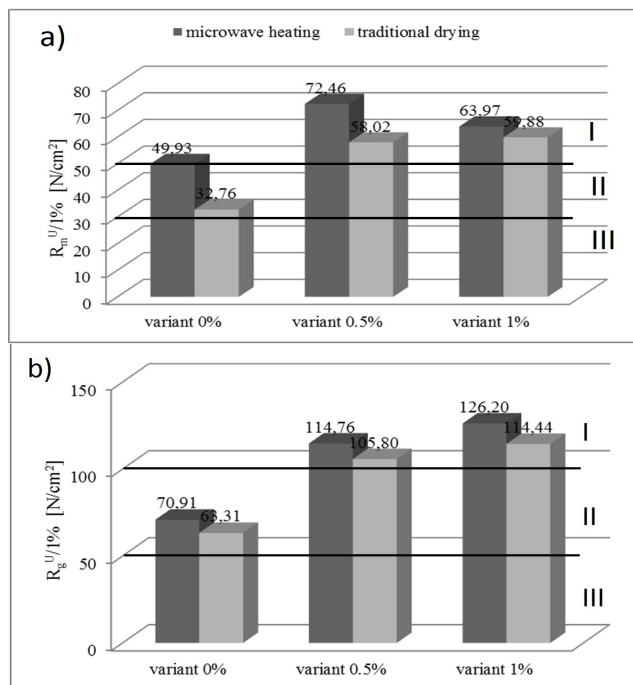 a)
microwave heating traditional drying
80
70
60
50
40
30
20
10
0
R_m^U/1% [N/cm²]
49,93
32,76
72,46
58,02
63,97
59,88
I
II
III
variant 0% variant 0.5% variant 1%
b)
150
100
50
0
R_g^U/1% [N/cm²]
70,91
63,31
114,76
105,80
126,20
114,44
I
II
III
variant 0% variant 0.5% variant 1%